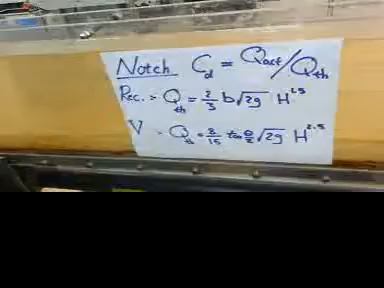 Notch Cd = Qact/Qth
Rec. > Qth = 2/3 b√2g H^1.5
V - Qth = 8/15 tan θ/2 √2g H^2.5